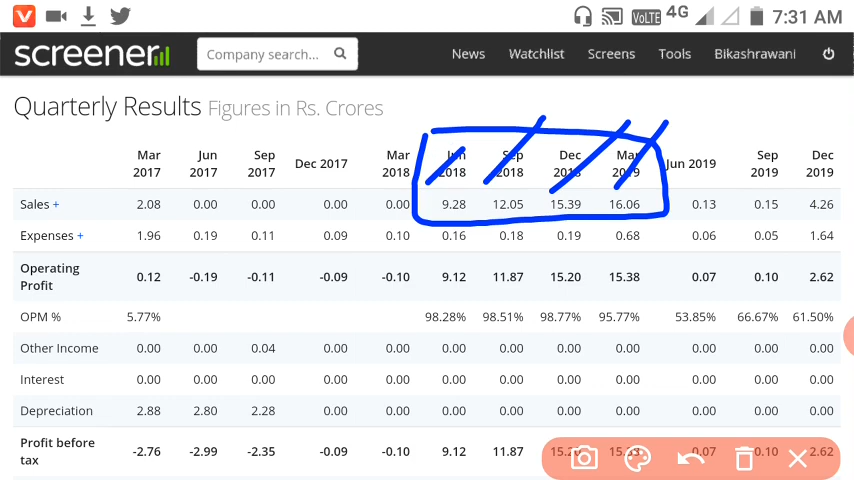 VoLTE 4G 7:31 AM
screener Company search... News Watchlist Screens Tools Bikashrawani
Quarterly Results Figures in Rs. Crores
Mar 2017 Jun 2017 Sep 2017 Dec 2017 Mar 2018 Jun 2018 Sep 2018 Dec 2018 Mar 2019 Jun 2019 Sep 2019 Dec 2019
Sales + 2.08 0.00 0.00 0.00 0.00 9.28 12.05 15.39 16.06 0.13 0.15 4.26
Expenses + 1.96 0.19 0.11 0.09 0.10 0.16 0.18 0.19 0.68 0.06 0.05 1.64
Operating Profit 0.12 -0.19 -0.11 -0.09 -0.10 9.12 11.87 15.20 15.38 0.07 0.10 2.62
OPM % 5.77% 98.28% 98.51% 98.77% 95.77% 53.85% 66.67% 61.50%
Other Income 0.00 0.00 0.04 0.00 0.00 0.00 0.00 0.00 0.00 0.00 0.00 0.00
Interest 0.00 0.00 0.00 0.00 0.00 0.00 0.00 0.00 0.00 0.00 0.00 0.00
Depreciation 2.88 2.80 2.28 0.00 0.00 0.00 0.00 0.00 0.00 0.00 0.00 0.00
Profit before tax -2.76 -2.99 -2.35 -0.09 -0.10 9.12 11.87 0.07 0.10 2.62